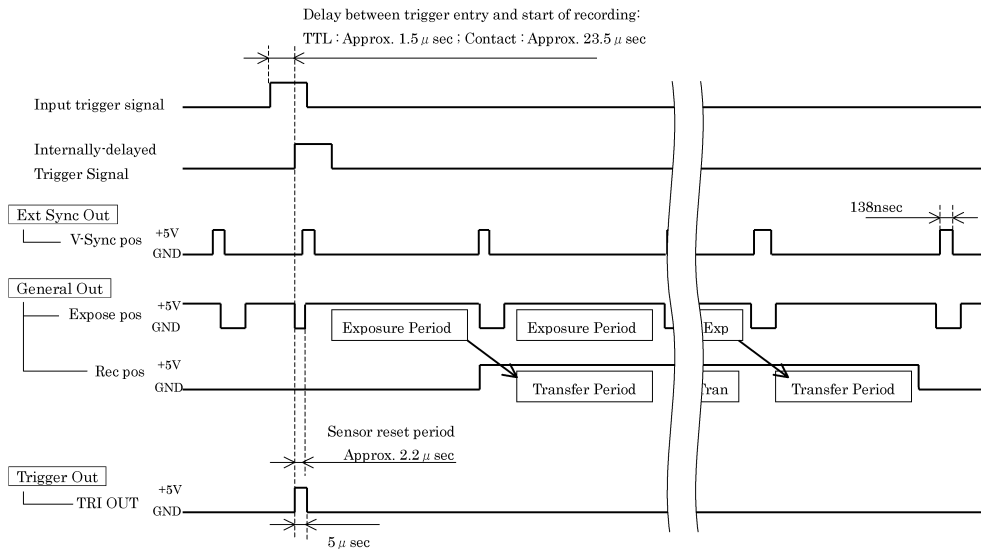 Delay between trigger entry and start of recording:
TTL : Approx. 1.5 μ sec ; Contact : Approx. 23.5 μ sec
Input trigger signal
Internally-delayed
Trigger Signal
Ext Sync Out
138nsec
V-Sync pos
+5V
GND
General Out
Expose pos
+5V
GND
Exposure Period
Exposure Period
Exp
Rec pos
+5V
GND
Transfer Period
Tran
Transfer Period
Sensor reset period
Approx. 2.2 μ sec
Trigger Out
TRI OUT
+5V
GND
5 μ sec